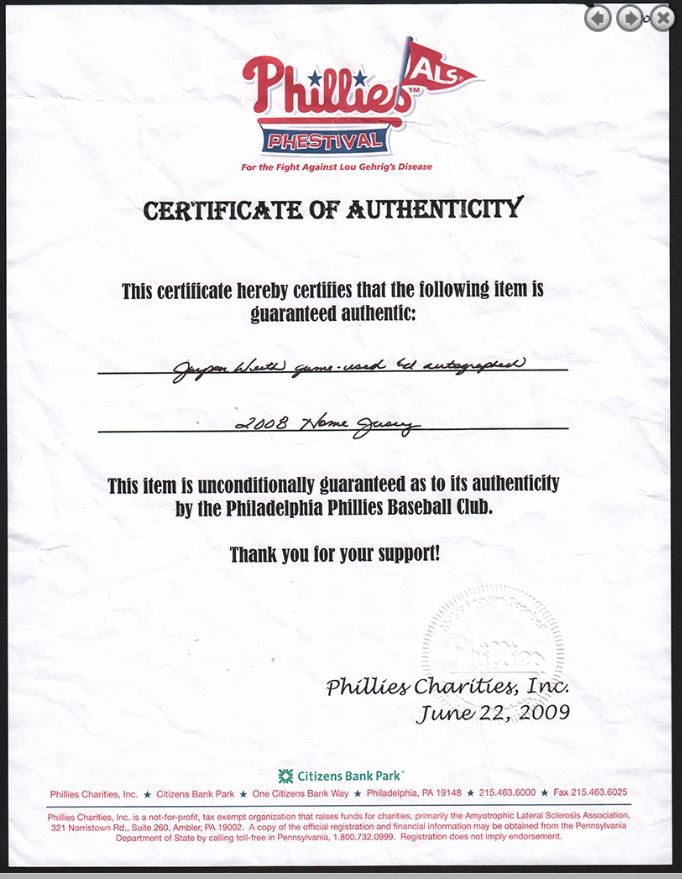 Phillies
ALS
PHESTIVAL
For the Fight Against Lou Gehrig's Disease
CERTIFICATE OF AUTHENTICITY
This certificate hereby certifies that the following item is
guaranteed authentic:
Jayson Werth game-used & autographed
2008 Home Jersey
This item is unconditionally guaranteed as to its authenticity
by the Philadelphia Phillies Baseball Club.
Thank you for your support!
Phillies
Phillies Charities, Inc.
June 22, 2009
Citizens Bank Park
Phillies Charities, Inc. ★ Citizens Bank Park ★ One Citizens Bank Way ★ Philadelphia, PA 19148 ★ 215.463.6000 ★ Fax 215.463.6025
Phillies Charities, Inc. is a not-for-profit, tax exempt organization that raises funds for charities, primarily the Amyotrophic Lateral Sclerosis Association,
321 Norristown Rd., Suite 260, Ambler, PA 19002. A copy of the official registration and financial information may be obtained from the Pennsylvania
Department of State by calling toll-free in Pennsylvania, 1.800.732.0999. Registration does not imply endorsement.